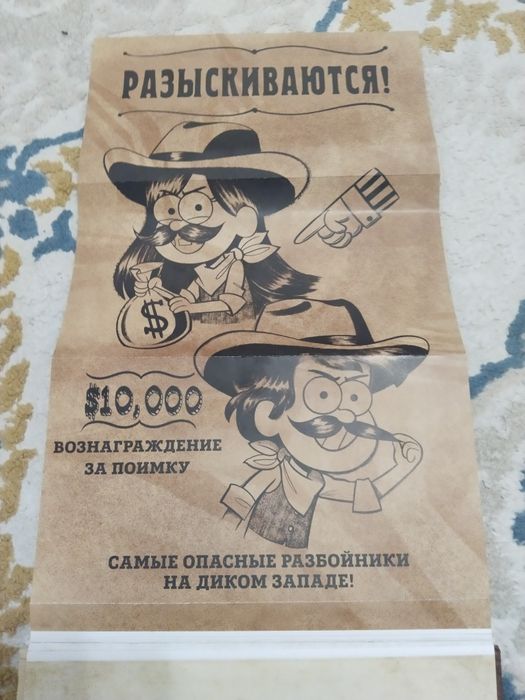 РАЗЫСКИВАЮТСЯ!
$
$10,000
ВОЗНАГРАЖДЕНИЕ
ЗА ПОИМКУ
САМЫЕ ОПАСНЫЕ РАЗБОЙНИКИ
НА ДИКОМ ЗАПАДЕ!